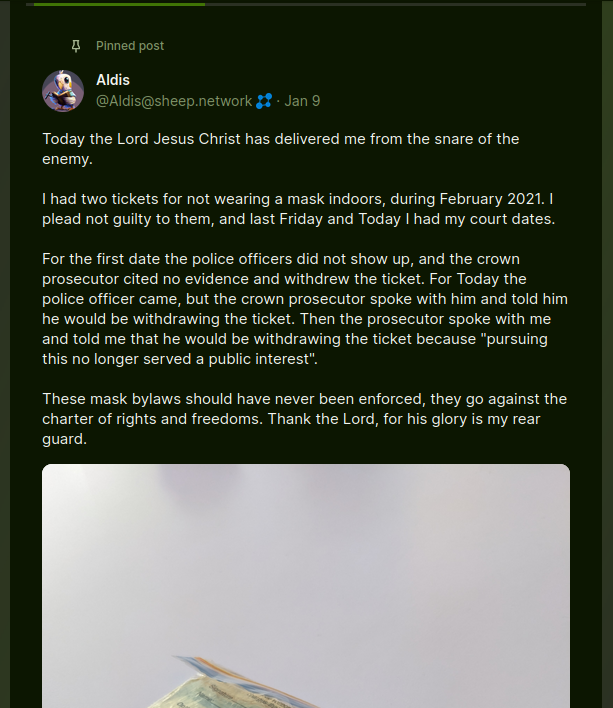 Pinned post
Aldis
@Aldis@sheep.network · Jan 9
Today the Lord Jesus Christ has delivered me from the snare of the
enemy.
I had two tickets for not wearing a mask indoors, during February 2021. I
plead not guilty to them, and last Friday and Today I had my court dates.
For the first date the police officers did not show up, and the crown
prosecutor cited no evidence and withdrew the ticket. For Today the
police officer came, but the crown prosecutor spoke with him and told him
he would be withdrawing the ticket. Then the prosecutor spoke with me
and told me that he would be withdrawing the ticket because "pursuing
this no longer served a public interest".
These mask bylaws should have never been enforced, they go against the
charter of rights and freedoms. Thank the Lord, for his glory is my rear
guard.